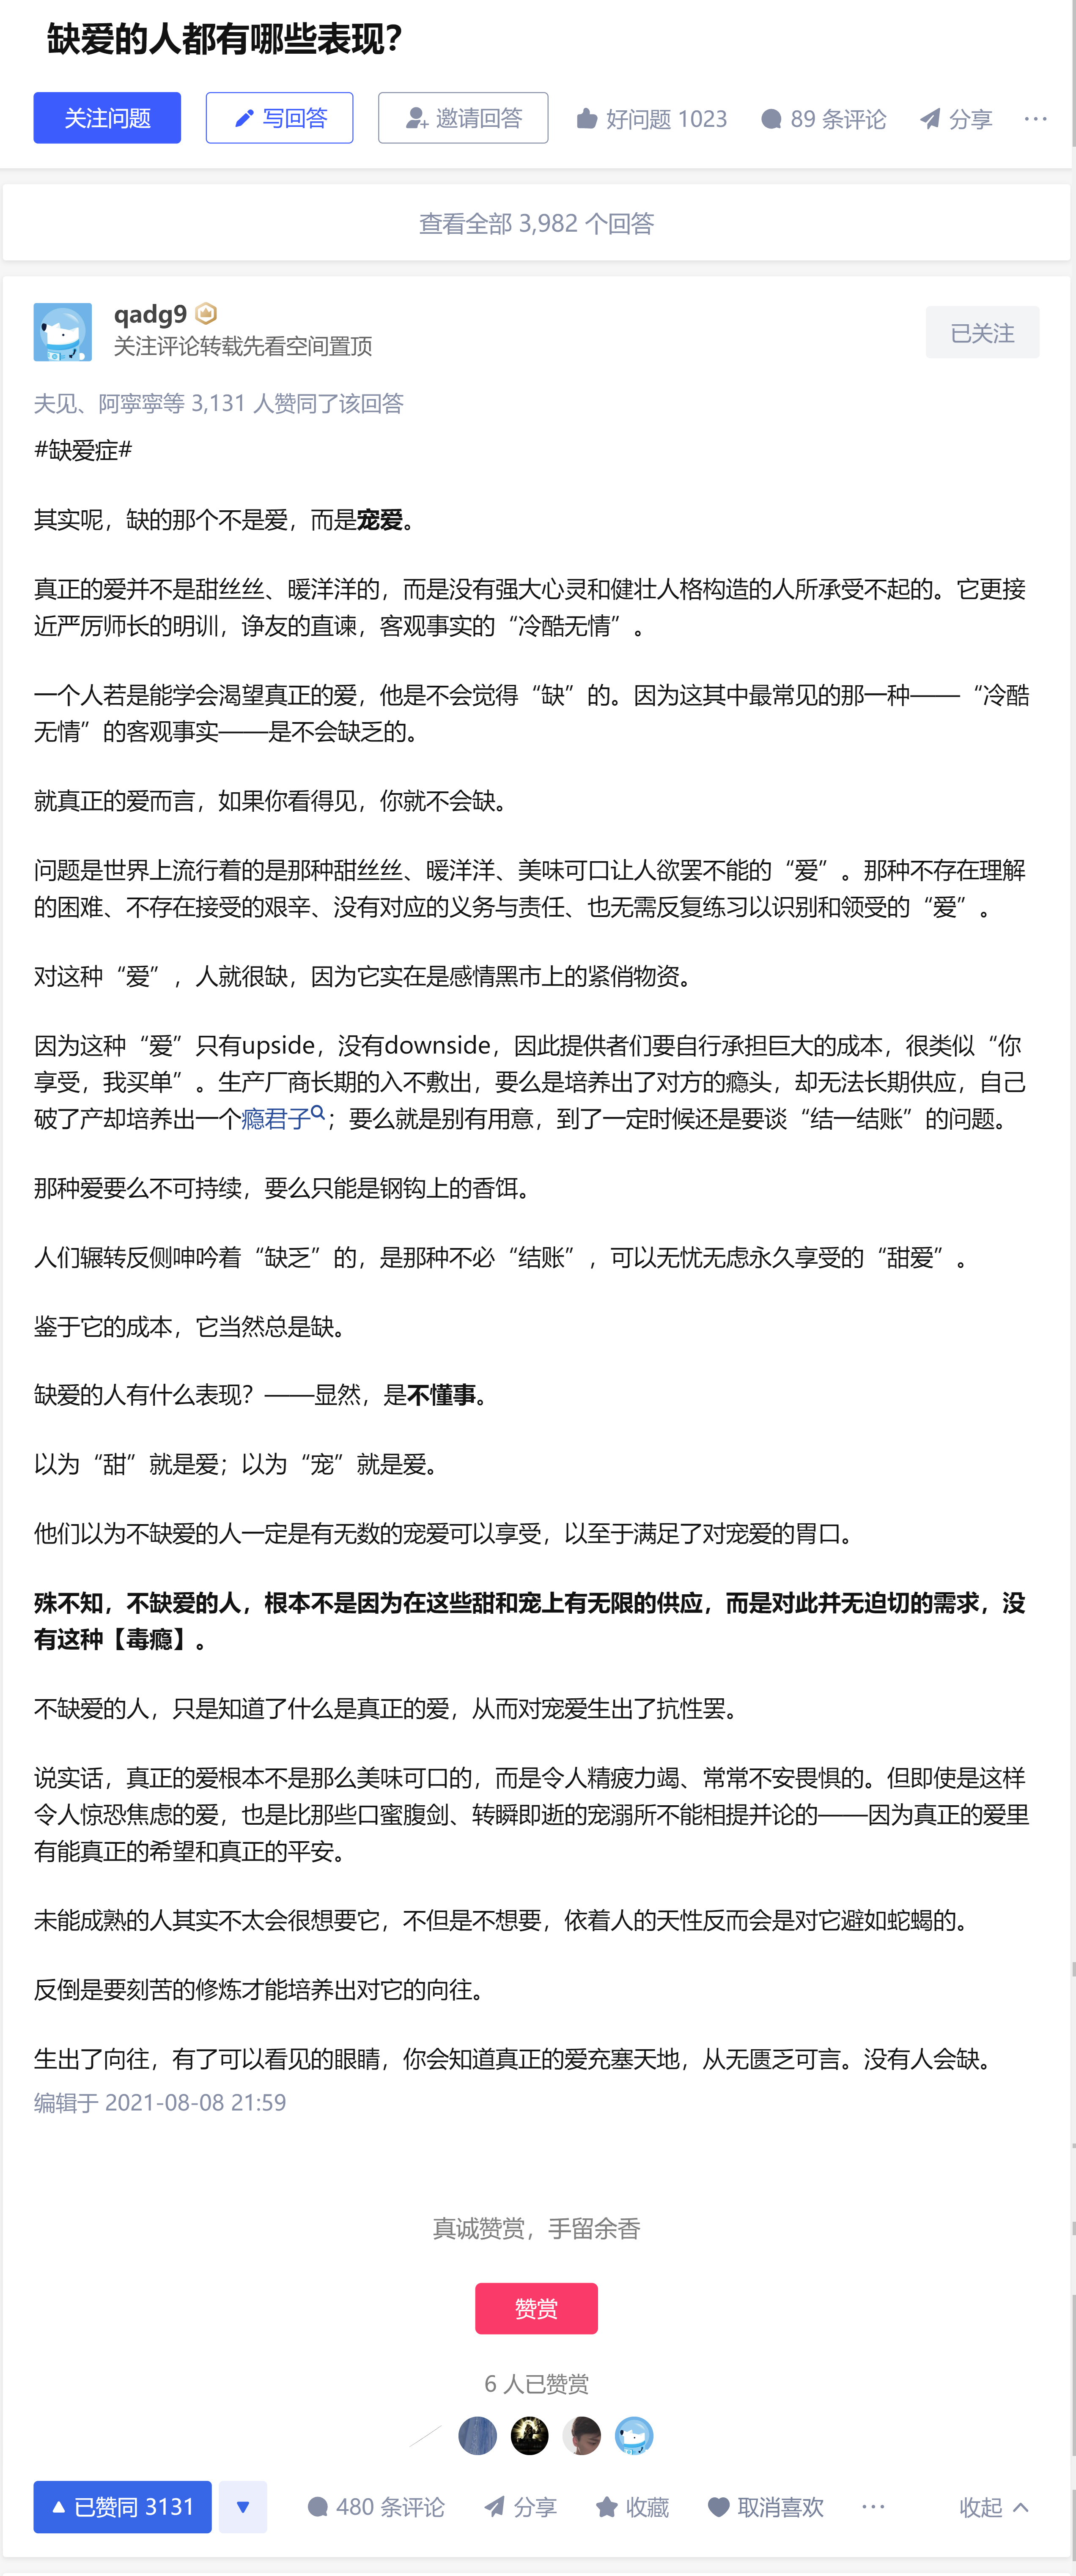 缺爱的人都有哪些表现?
关注问题
写回答
邀请回答
好问题 1023
89 条评论
分享
···
查看全部 3,982 个回答
qadg9
关注评论转载先看空间置顶
已关注
夫见、阿寧寧等 3,131 人赞同了该回答
#缺爱症#
其实呢，缺的那个不是爱，而是宠爱。
真正的爱并不是甜丝丝、暖洋洋的，而是没有强大心灵和健壮人格构造的人所承受不起的。它更接
近严厉师长的明训，诤友的直谏，客观事实的“冷酷无情”。
一个人若是能学会渴望真正的爱，他是不会觉得“缺”的。因为这其中最常见的那一种——“冷酷
无情”的客观事实——是不会缺乏的。
就真正的爱而言，如果你看得见，你就不会缺。
问题是世界上流行着的是那种甜丝丝、暖洋洋、美味可口让人欲罢不能的“爱”。那种不存在理解
的困难、不存在接受的艰辛、没有对应的义务与责任、也无需反复练习以识别和领受的“爱”。
对这种“爱”，人就很缺，因为它实在是感情黑市上的紧俏物资。
因为这种“爱”只有upside，没有downside，因此提供者们要自行承担巨大的成本，很类似“你
享受，我买单”。生产厂商长期的入不敷出，要么是培养出了对方的瘾头，却无法长期供应，自己
破了产却培养出一个瘾君子；要么就是别有用意，到了一定时候还是要谈“结一结账”的问题。
那种爱要么不可持续，要么只能是钢钩上的香饵。
人们辗转反侧呻吟着“缺乏”的，是那种不必“结账”，可以无忧无虑永久享受的“甜爱”。
鉴于它的成本，它当然总是缺。
缺爱的人有什么表现？——显然，是不懂事。
以为“甜”就是爱；以为“宠”就是爱。
他们以为不缺爱的人一定是有无数的宠爱可以享受，以至于满足了对宠爱的胃口。
殊不知，不缺爱的人，根本不是因为在这些甜和宠上有无限的供应，而是对此并无迫切的需求，没
有这种【毒瘾】。
不缺爱的人，只是知道了什么是真正的爱，从而对宠爱生出了抗性罢。
说实话，真正的爱根本不是那么美味可口的，而是令人精疲力竭、常常不安畏惧的。但即使是这样
令人惊恐焦虑的爱，也是比那些口蜜腹剑、转瞬即逝的宠溺所不能相提并论的——因为真正的爱里
有能真正的希望和真正的平安。
未能成熟的人其实不太会很想要它，不但是不想要，依着人的天性反而会是对它避如蛇蝎的。
反倒是要刻苦的修炼才能培养出对它的向往。
生出了向往，有了可以看见的眼睛，你会知道真正的爱充塞天地，从无匮乏可言。没有人会缺。
编辑于 2021-08-08 21:59
真诚赞赏，手留余香
赞赏
6 人已赞赏
已赞同 3131
480 条评论
分享
收藏
取消喜欢
···
收起